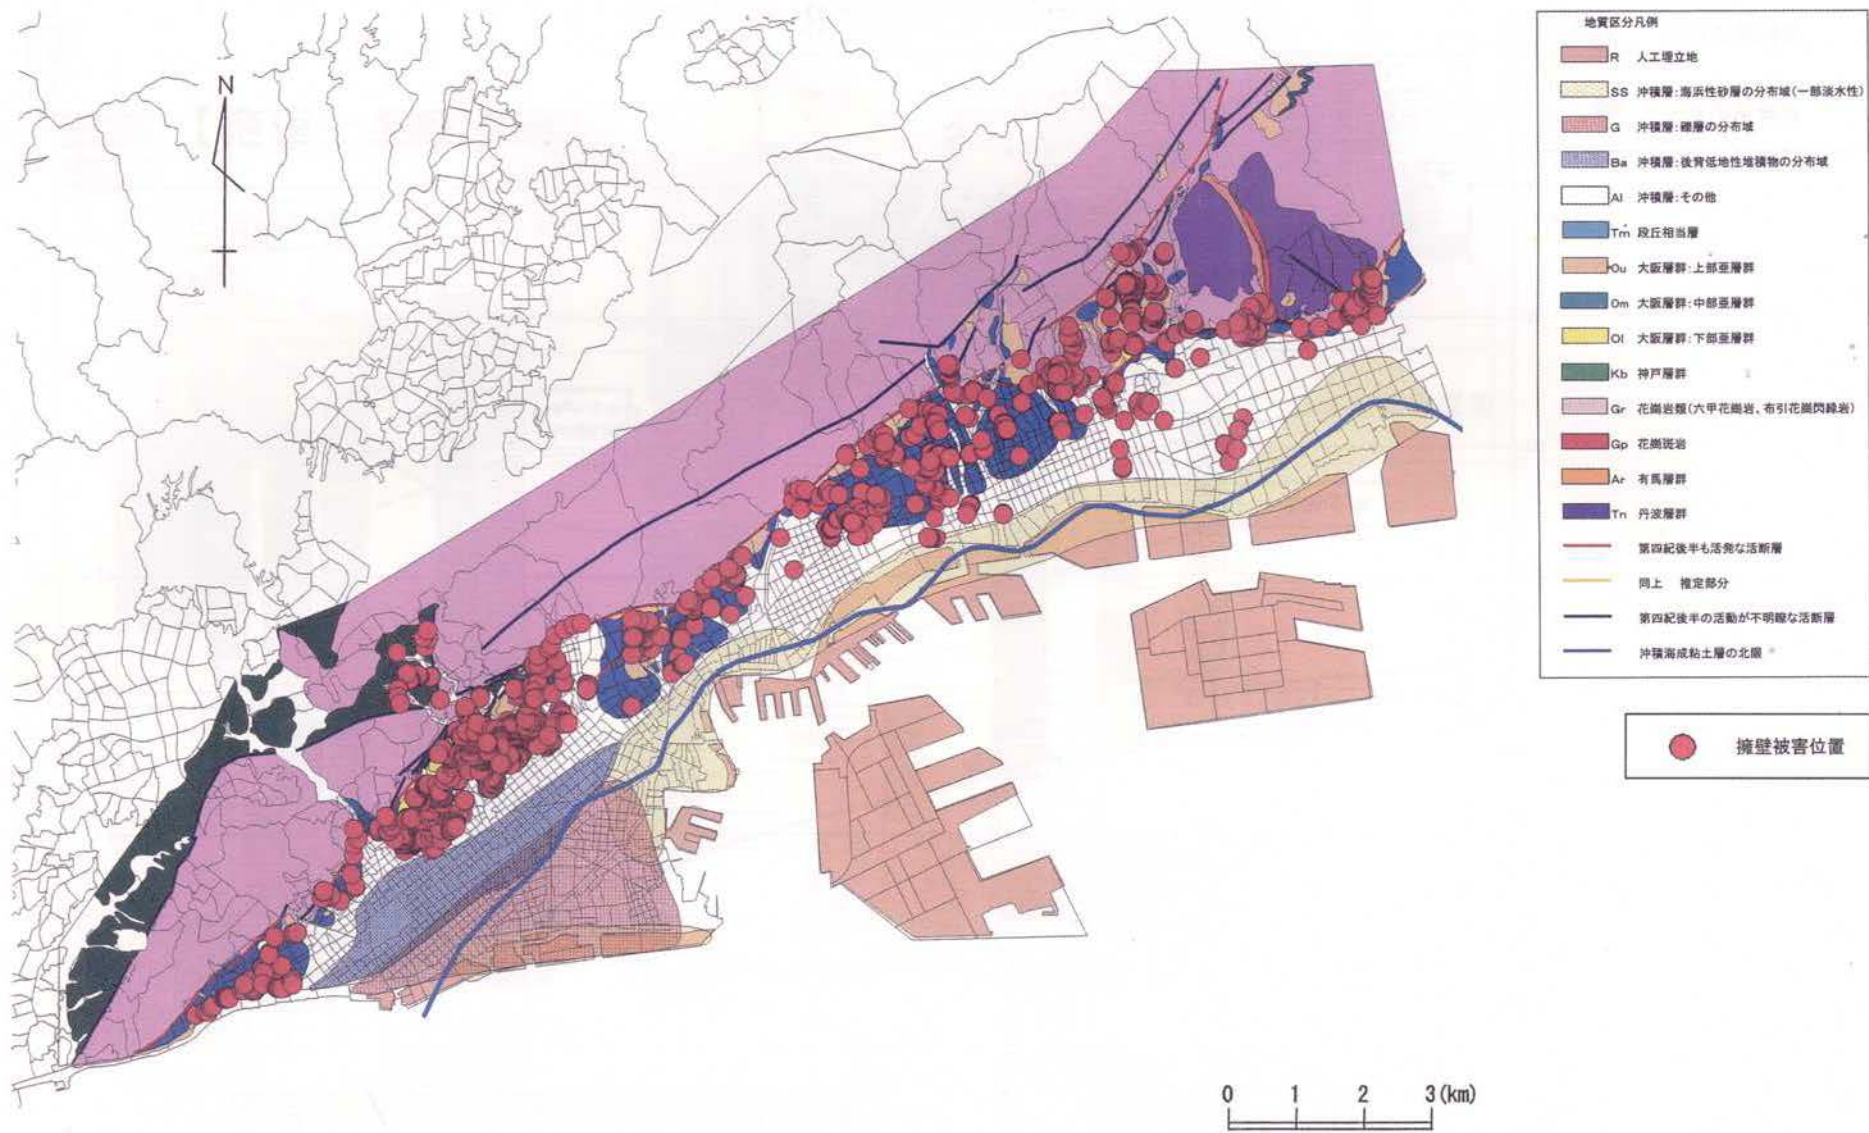 N
地質区分凡例
R 人工埋立地
SS 沖積層:海浜性砂層の分布域(一部淡水性)
G 沖積層:礫層の分布域
Ba 沖積層:後背低地性堆積物の分布域
Al 沖積層:その他
Tm 段丘相当層
Ou 大阪層群:上部亜層群
Om 大阪層群:中部亜層群
Ol 大阪層群:下部亜層群
Kb 神戸層群
Gr 花崗岩類(六甲花崗岩、布引花崗閃緑岩)
Gp 花崗斑岩
Ar 有馬層群
Tn 丹波層群
第四紀後半も活発な活断層
同上 推定部分
第四紀後半の活動が不明瞭な活断層
沖積海成粘土層の北限
擁壁被害位置
0 1 2 3(km)